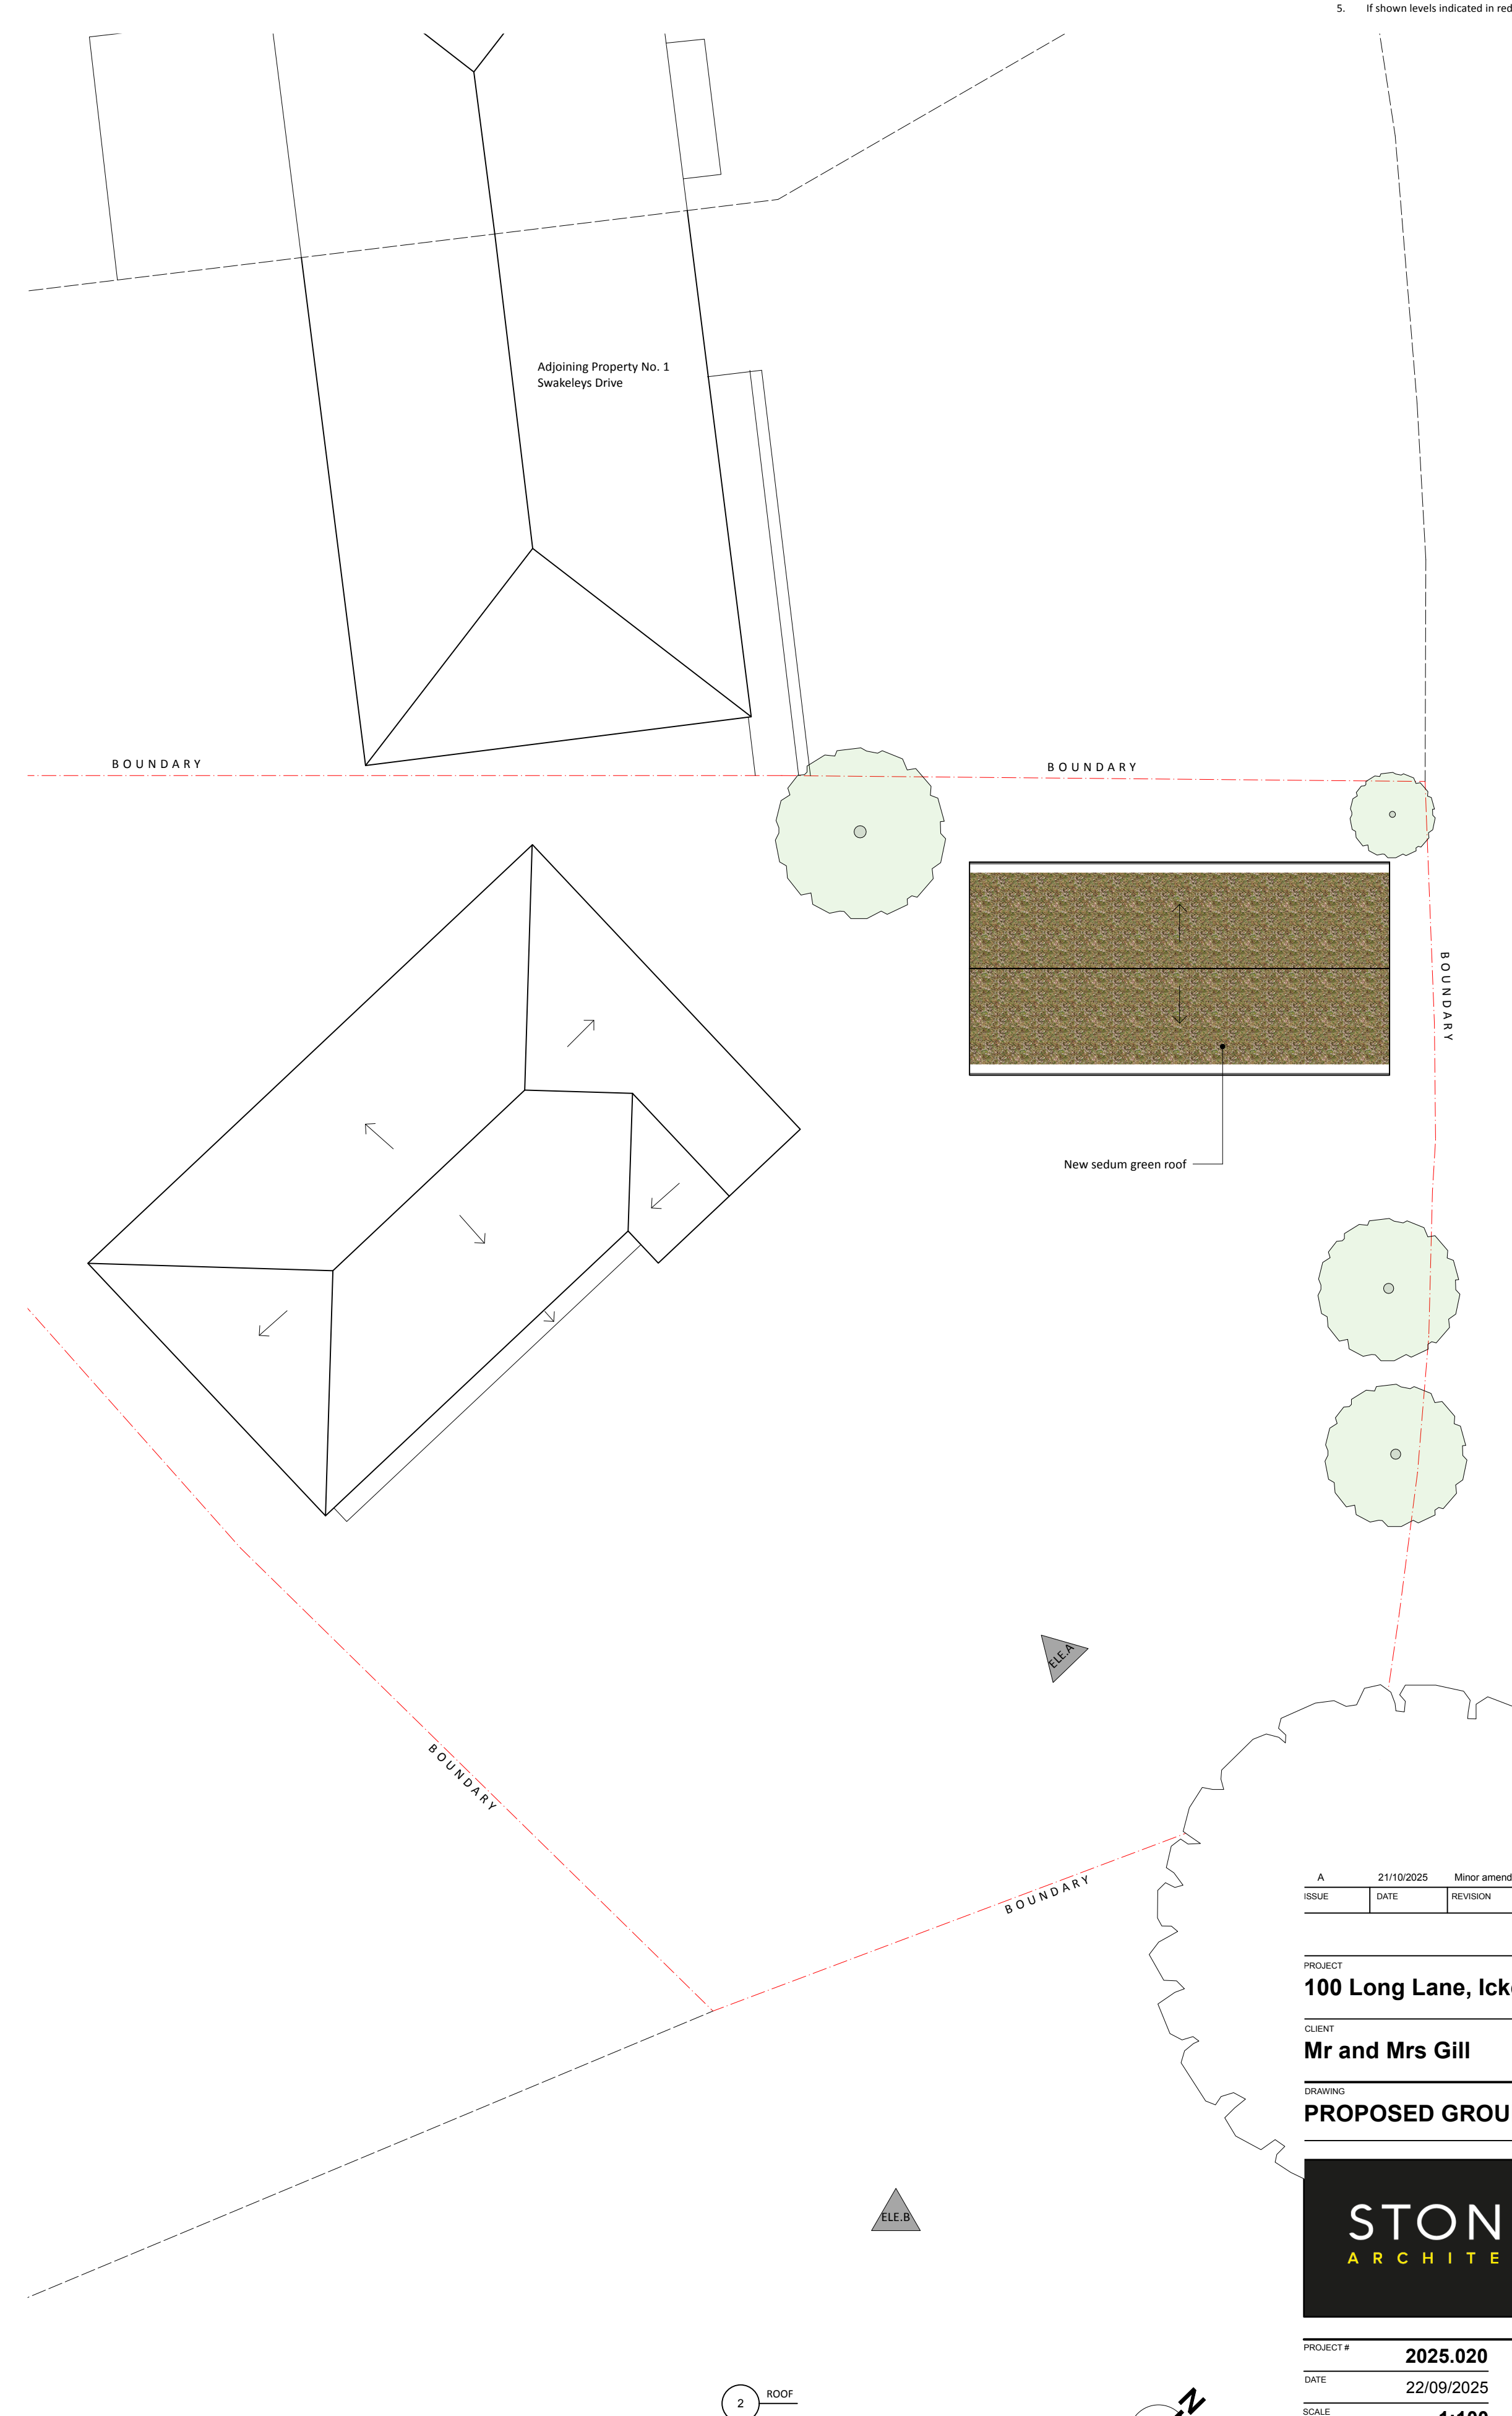 5. If shown levels indicated in red
Adjoining Property No. 1
Swakeleys Drive
BOUNDARY
BOUNDARY
BOUNDARY
New sedum green roof
ELE.A
BOUNDARY
BOUNDARY
A 21/10/2025 Minor amend
ISSUE DATE REVISION
PROJECT
100 Long Lane, Ick
CLIENT
Mr and Mrs Gill
DRAWING
PROPOSED GROU
ELE.B
STON
ARCHITE
PROJECT # 2025.020
DATE 22/09/2025
SCALE 1:100
2 ROOF
N